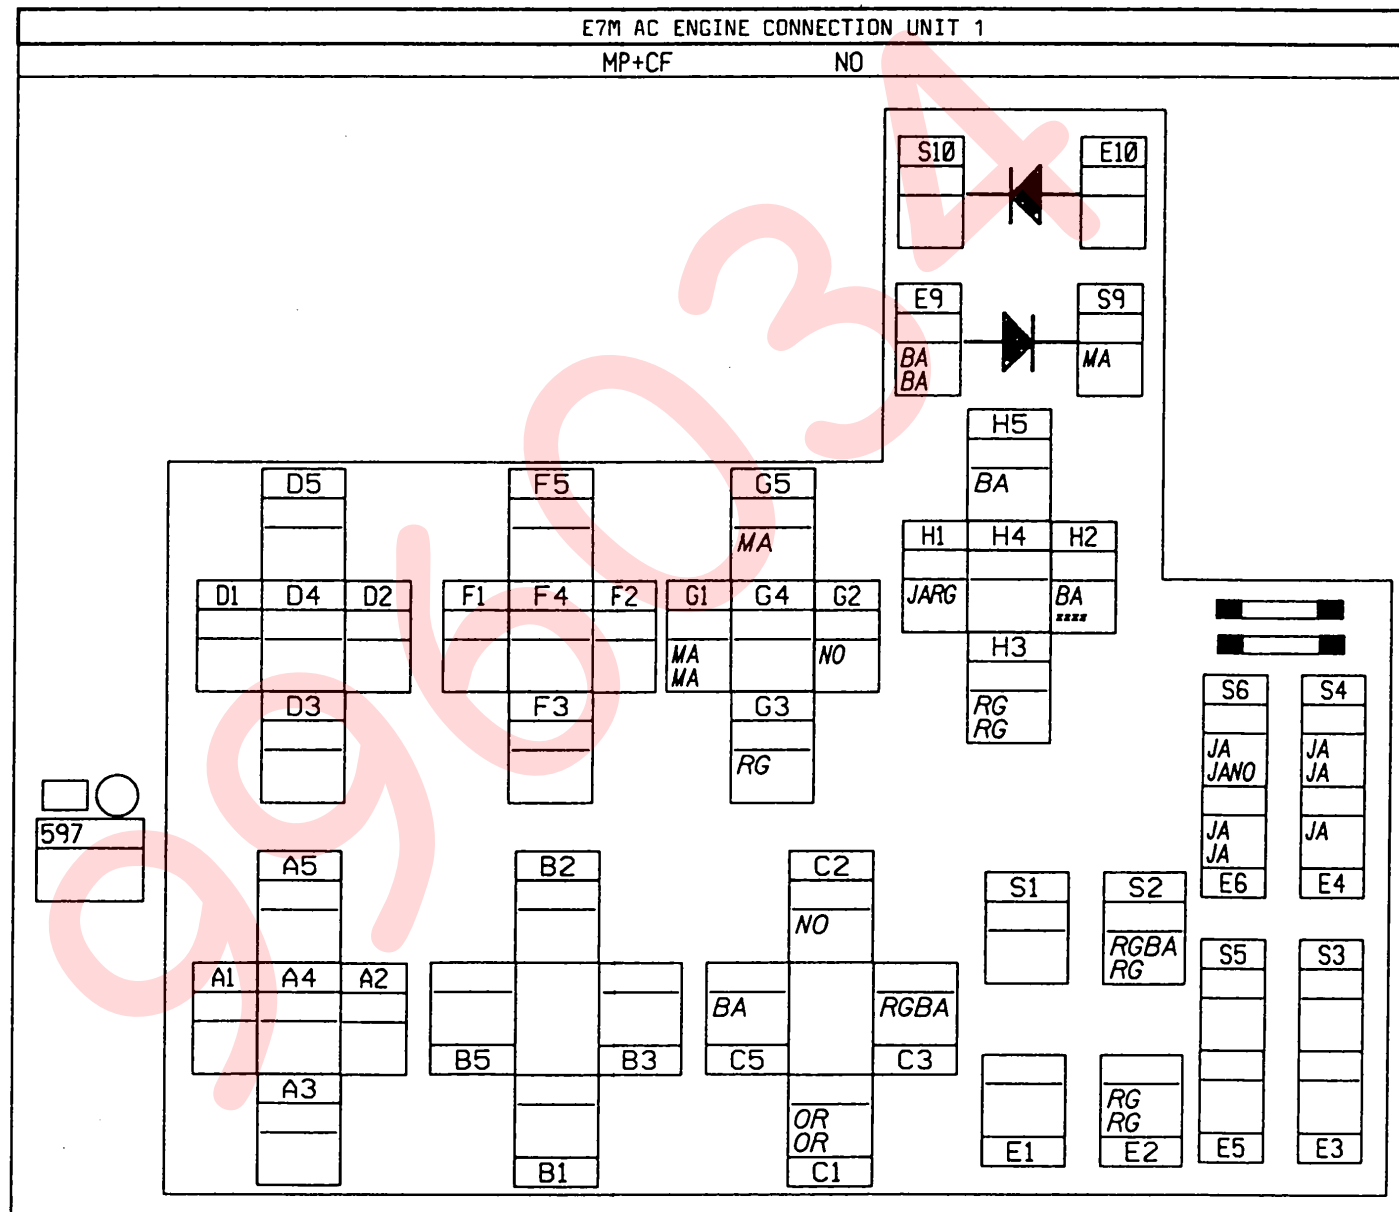 E7M AC ENGINE CONNECTION UNIT 1
MP+CF NO
S10 E10
E9 S9
BA MA
BA
H5
BA
D5 F5 G5
MA
H1 H4 H2
JARG BA
D1 D4 D2 F1 F4 F2 G1 G4 G2
MA NO
MA
H3
RG
RG
D3 F3 G3
RG
S6 S4
JA JA
JANO JA
JA JA
JA
E6 E4
597
A5 B2 C2
NO
S1 S2
RGBA
RG
A1 A4 A2
BA RGBA
B5 B3 C5 C3
S5 S3
A3
OR
OR
RG
RG
B1 C1
E1 E2 E5 E3
996034